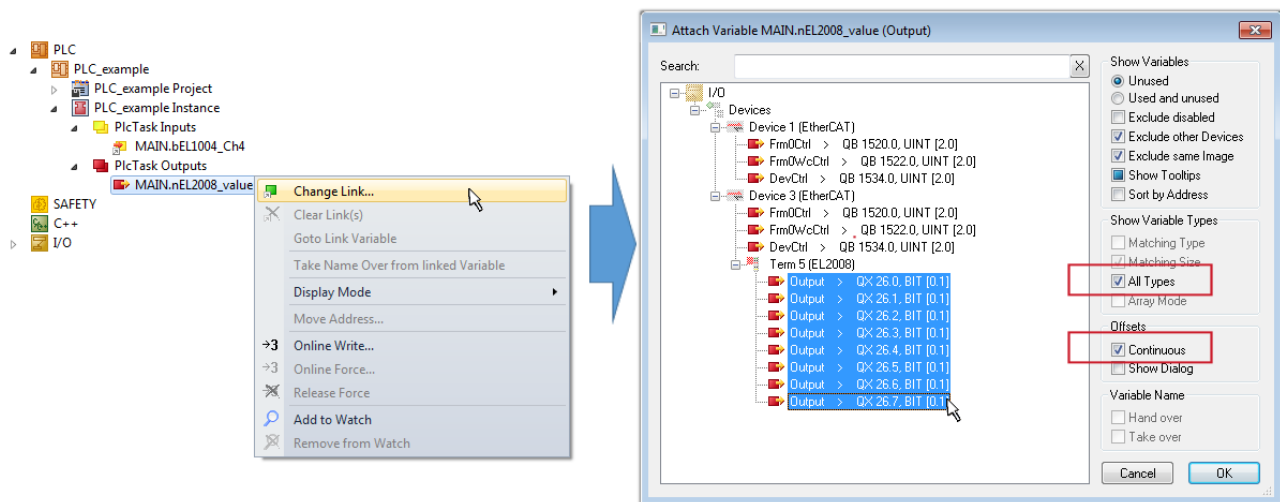 PLC
PLC_example
PLC_example Project
PLC_example Instance
PlcTask Inputs
MAIN.bEL1004_Ch4
PlcTask Outputs
MAIN.nEL2008_value
SAFETY
C++
I/O
Change Link...
Clear Link(s)
Goto Link Variable
Take Name Over from linked Variable
Display Mode
Move Address...
Online Write...
Online Force...
Release Force
Add to Watch
Remove from Watch
Attach Variable MAIN.nEL2008_value (Output)
Search:
I/O
Devices
Device 1 (EtherCAT)
Frm0Ctrl > QB 1520.0, UINT [2.0]
Frm0WcCtrl > QB 1522.0, UINT [2.0]
DevCtrl > QB 1534.0, UINT [2.0]
Device 3 (EtherCAT)
Frm0Ctrl > QB 1520.0, UINT [2.0]
Frm0WcCtrl > QB 1522.0, UINT [2.0]
DevCtrl > QB 1534.0, UINT [2.0]
Term 5 (EL2008)
Output > QX 26.0, BIT [0.1]
Output > QX 26.1, BIT [0.1]
Output > QX 26.2, BIT [0.1]
Output > QX 26.3, BIT [0.1]
Output > QX 26.4, BIT [0.1]
Output > QX 26.5, BIT [0.1]
Output > QX 26.6, BIT [0.1]
Output > QX 26.7, BIT [0.1]
Show Variables
Unused
Used and unused
Exclude disabled
Exclude other Devices
Exclude same Image
Show Tooltips
Sort by Address
Show Variable Types
Matching Type
Matching Size
All Types
Array Mode
Offsets
Continuous
Show Dialog
Variable Name
Hand over
Take over
Cancel
OK